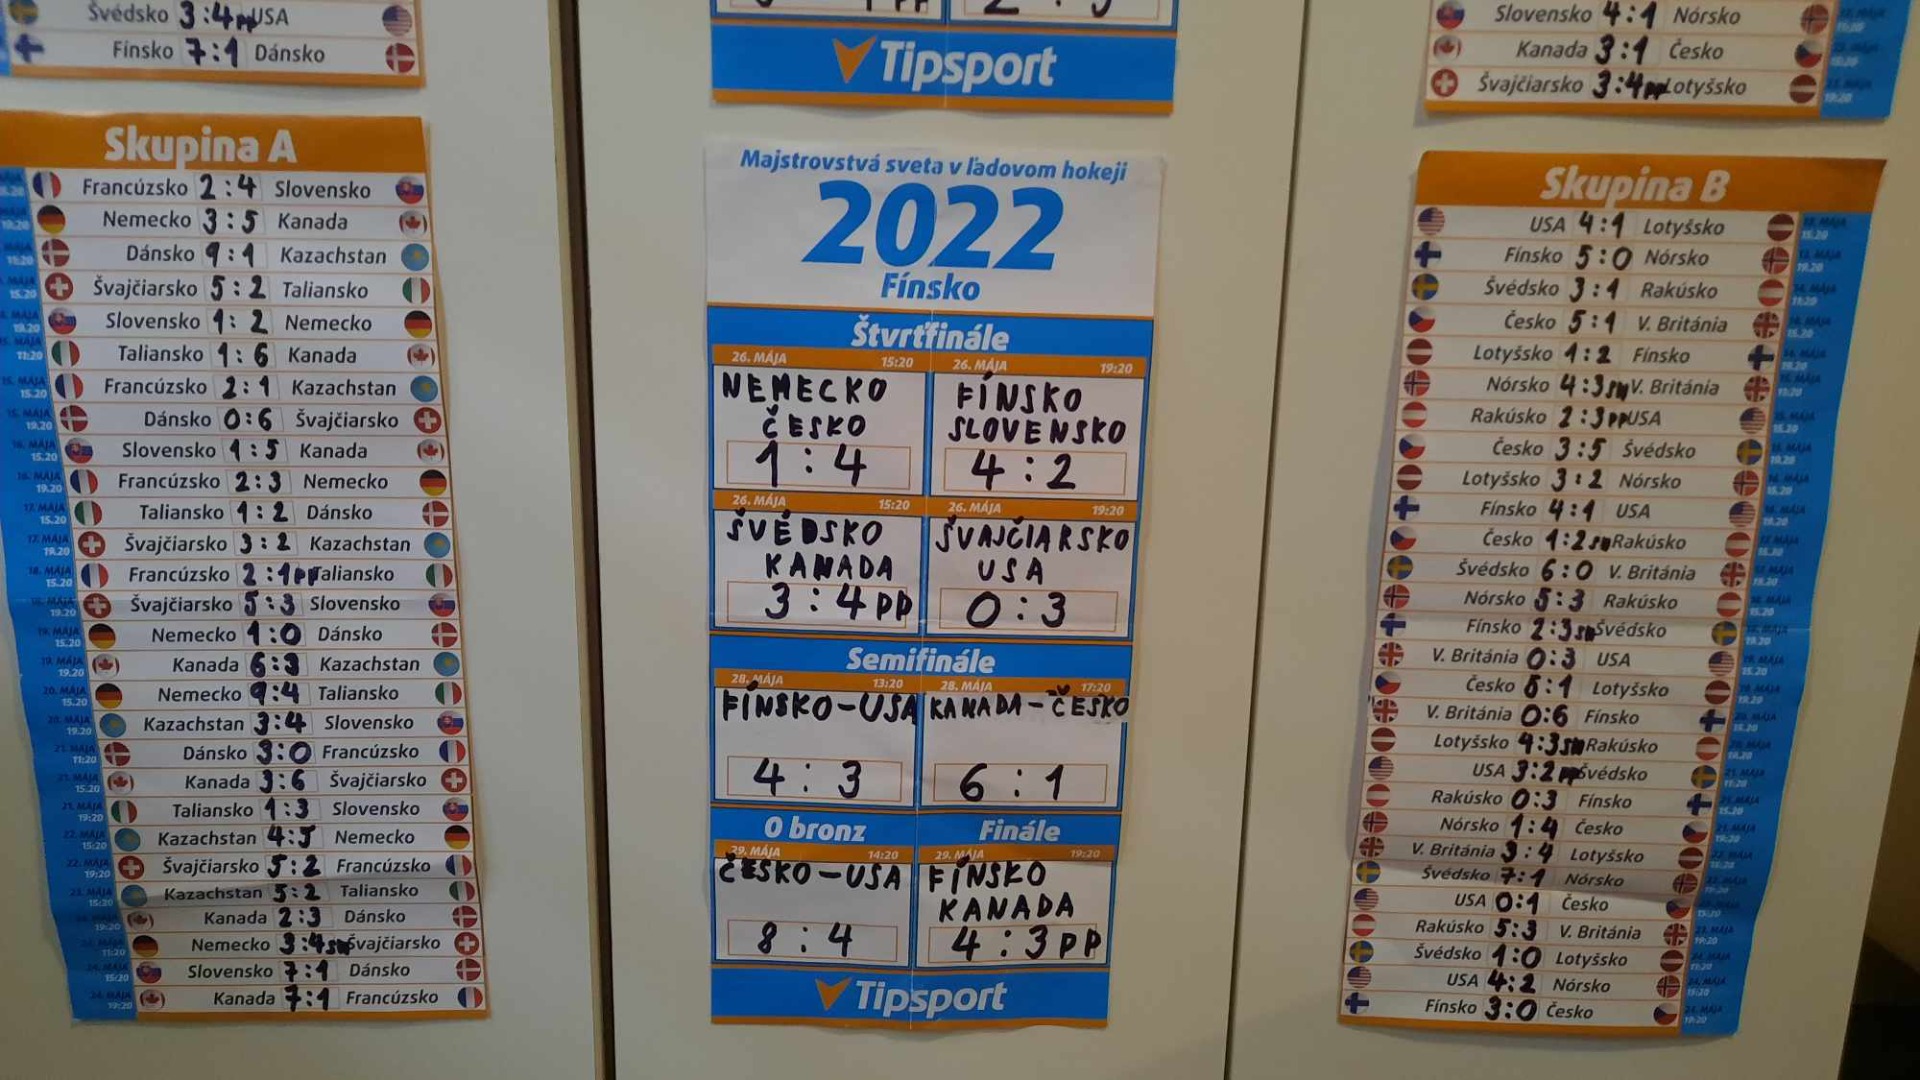 Švédsko 3:4pp USA
Fínsko 7:1 Dánsko
Tipsport
Slovensko 4:1 Nórsko
Kanada 3:1 Česko
Švajčiarsko 3:4pp Lotyšsko
Skupina A
Francúzsko 2:4 Slovensko
Nemecko 3:5 Kanada
Dánsko 9:1 Kazachstan
Švajčiarsko 5:2 Taliansko
Slovensko 1:2 Nemecko
Taliansko 1:6 Kanada
Francúzsko 2:1 Kazachstan
Dánsko 0:6 Švajčiarsko
Slovensko 1:5 Kanada
Francúzsko 2:3 Nemecko
Taliansko 1:2 Dánsko
Švajčiarsko 3:2 Kazachstan
Francúzsko 2:1pp Taliansko
Švajčiarsko 5:3 Slovensko
Nemecko 1:0 Dánsko
Kanada 6:3 Kazachstan
Nemecko 9:4 Taliansko
Kazachstan 3:4 Slovensko
Dánsko 3:0 Francúzsko
Kanada 3:6 Švajčiarsko
Taliansko 1:3 Slovensko
Kazachstan 4:5 Nemecko
Švajčiarsko 5:2 Francúzsko
Kazachstan 5:2 Taliansko
Kanada 2:3 Dánsko
Nemecko 3:4sn Švajčiarsko
Slovensko 7:1 Dánsko
Kanada 7:1 Francúzsko
Majstrovstvá sveta v ľadovom hokeji
2022
Fínsko
Štvrťfinále
26. MÁJA 15:20 26. MÁJA 19:20
NEMECKO FÍNSKO
ČESKO SLOVENSKO
1 : 4 4 : 2
26. MÁJA 15:20 26. MÁJA 19:20
ŠVÉDSKO ŠVAJČIARSKO
KANADA USA
3 : 4 PP 0 : 3
Semifinále
28. MÁJA 13:20 28. MÁJA 17:20
FÍNSKO-USA KANADA-ČESKO
4 : 3 6 : 1
O bronz Finále
29. MÁJA 14:20 29. MÁJA 19:20
ČESKO-USA FÍNSKO
KANADA
8 : 4 4 : 3 PP
Tipsport
Skupina B
USA 4:1 Lotyšsko
Fínsko 5:0 Nórsko
Švédsko 3:1 Rakúsko
Česko 5:1 V. Británia
Lotyšsko 1:2 Fínsko
Nórsko 4:3sn V. Británia
Rakúsko 2:3pp USA
Česko 3:5 Švédsko
Lotyšsko 3:2 Nórsko
Fínsko 4:1 USA
Česko 1:2sn Rakúsko
Švédsko 6:0 V. Británia
Nórsko 5:3 Rakúsko
Fínsko 2:3sn Švédsko
V. Británia 0:3 USA
Česko 5:1 Lotyšsko
V. Británia 0:6 Fínsko
Lotyšsko 4:3sn Rakúsko
USA 3:2pp Švédsko
Rakúsko 0:3 Fínsko
Nórsko 1:4 Česko
V. Británia 3:4 Lotyšsko
Švédsko 7:1 Nórsko
USA 0:1 Česko
Rakúsko 5:3 V. Británia
Švédsko 1:0 Lotyšsko
USA 4:2 Nórsko
Fínsko 3:0 Česko